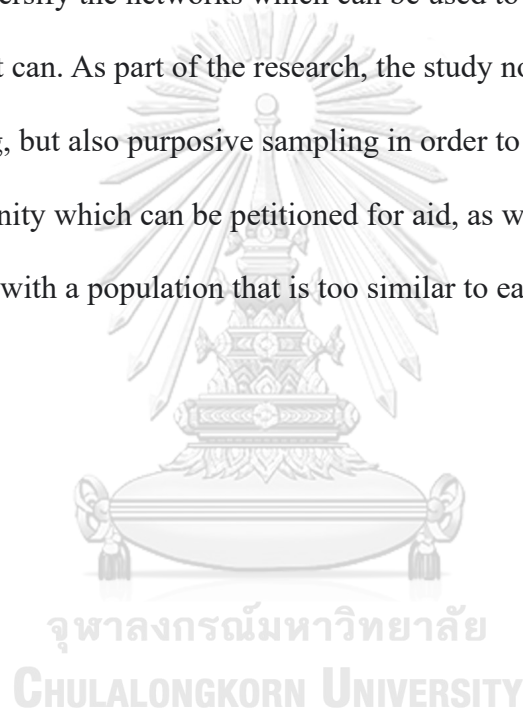 ersify the networks which can be used to
t can. As part of the research, the study no
g, but also purposive sampling in order to
nity which can be petitioned for aid, as w
with a population that is too similar to ea
จุฬาลงกรณ์มหาวิทยาลัย
CHULALONGKORN UNIVERSITY